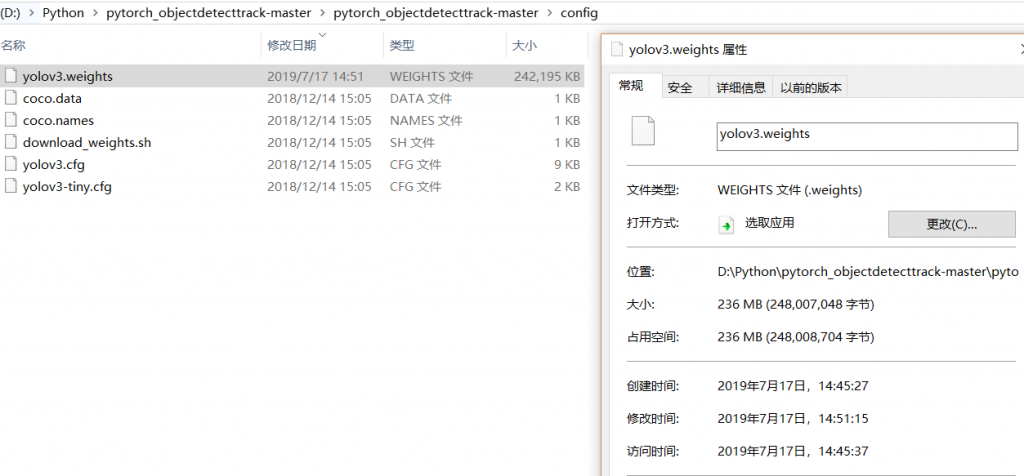 (D:) > Python > pytorch_objectdetecttrack-master > pytorch_objectdetecttrack-master > config
名称 修改日期 类型 大小
yolov3.weights 2019/7/17 14:51 WEIGHTS 文件 242,195 KB
coco.data 2018/12/14 15:05 DATA 文件 1 KB
coco.names 2018/12/14 15:05 NAMES 文件 1 KB
download_weights.sh 2018/12/14 15:05 SH 文件 1 KB
yolov3.cfg 2018/12/14 15:05 CFG 文件 9 KB
yolov3-tiny.cfg 2018/12/14 15:05 CFG 文件 2 KB
yolov3.weights 属性
常规 安全 详细信息 以前的版本
yolov3.weights
文件类型: WEIGHTS 文件 (.weights)
打开方式: 选取应用 更改(C)...
位置: D:\Python\pytorch_objectdetecttrack-master\pyto
大小: 236 MB (248,007,048 字节)
占用空间: 236 MB (248,008,704 字节)
创建时间: 2019年7月17日，14:45:27
修改时间: 2019年7月17日，14:51:15
访问时间: 2019年7月17日，14:45:37